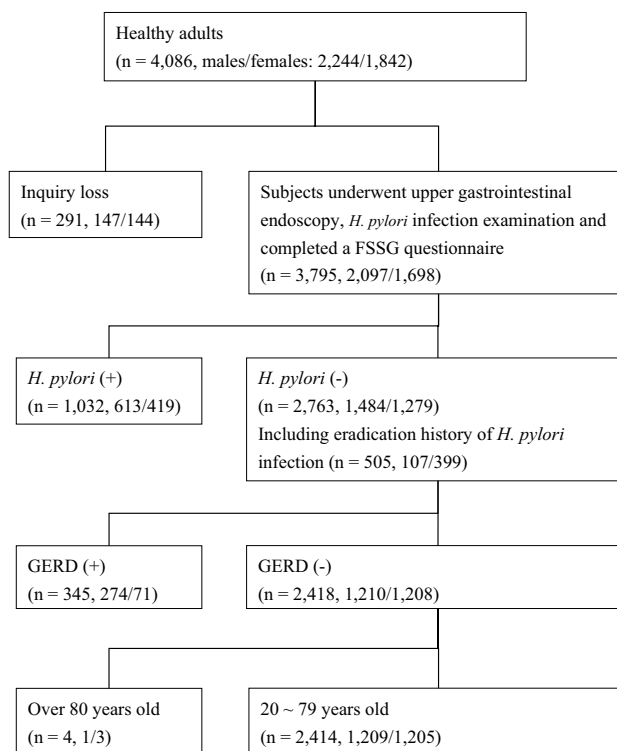 Healthy adults
(n = 4,086, males/females: 2,244/1,842)
Inquiry loss
(n = 291, 147/144)
Subjects underwent upper gastrointestinal
endoscopy, H. pylori infection examination and
completed a FSSG questionnaire
(n = 3,795, 2,097/1,698)
H. pylori (+)
(n = 1,032, 613/419)
H. pylori (-)
(n = 2,763, 1,484/1,279)
Including eradication history of H. pylori
infection (n = 505, 107/399)
GERD (+)
(n = 345, 274/71)
GERD (-)
(n = 2,418, 1,210/1,208)
Over 80 years old
(n = 4, 1/3)
20 ~ 79 years old
(n = 2,414, 1,209/1,205)